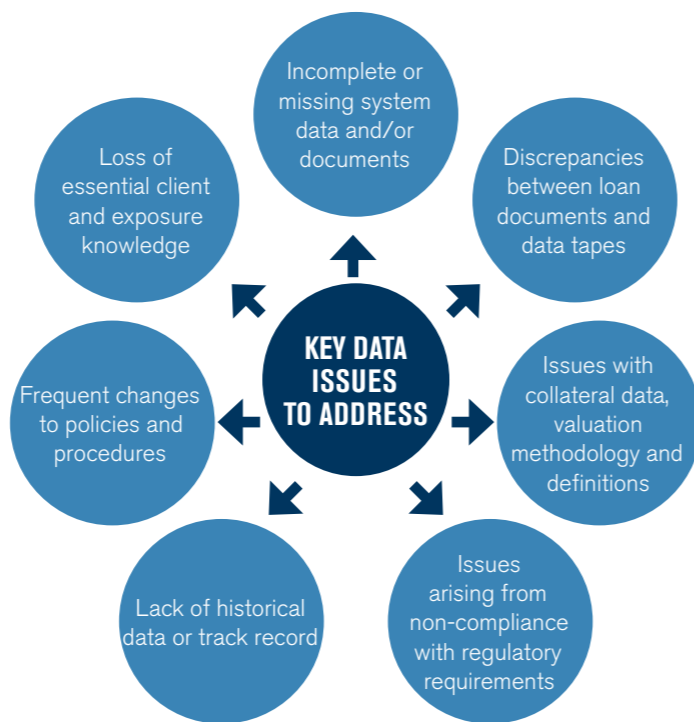 Incomplete or
missing system
data and/or
documents
Discrepancies
between loan
documents and
data tapes
Issues with
collateral data,
valuation
methodology and
definitions
Issues
arising from
non-compliance
with regulatory
requirements
Lack of historical
data or track record
Frequent changes
to policies and
procedures
Loss of
essential client
and exposure
knowledge
KEY DATA
ISSUES
TO ADDRESS